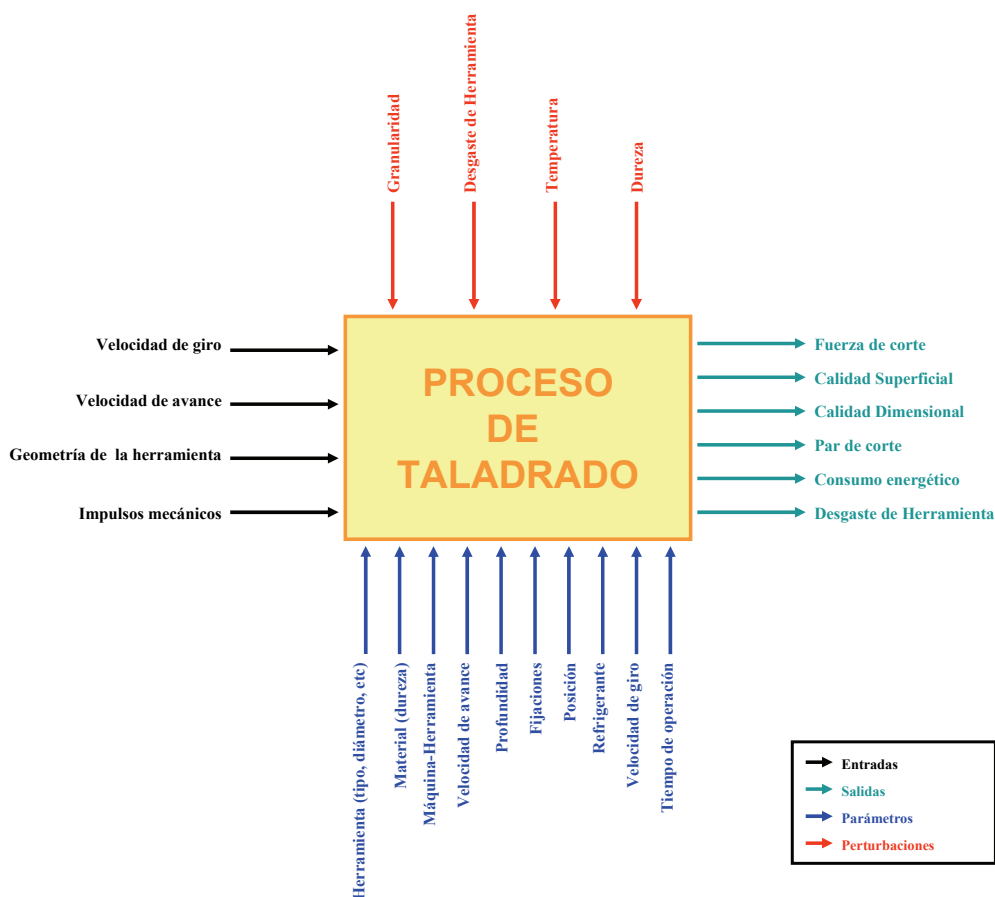 Granularidad
Desgaste de Herramienta
Temperatura
Dureza
Velocidad de giro
Velocidad de avance
Geometría de la herramienta
Impulsos mecánicos
PROCESO
DE
TALADRADO
Fuerza de corte
Calidad Superficial
Calidad Dimensional
Par de corte
Consumo energético
Desgaste de Herramienta
Herramienta (tipo, diámetro, etc)
Material (dureza)
Máquina-Herramienta
Velocidad de avance
Profundidad
Fijaciones
Posición
Refrigerante
Velocidad de giro
Tiempo de operación
Entradas
Salidas
Parámetros
Perturbaciones